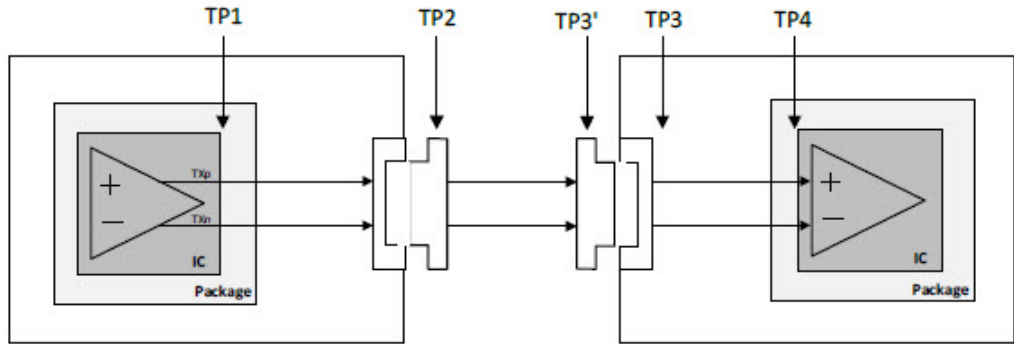 TP1
TP2
TP3'
TP3
TP4
+
−
TXp
TXn
IC
Package
+
−
IC
Package